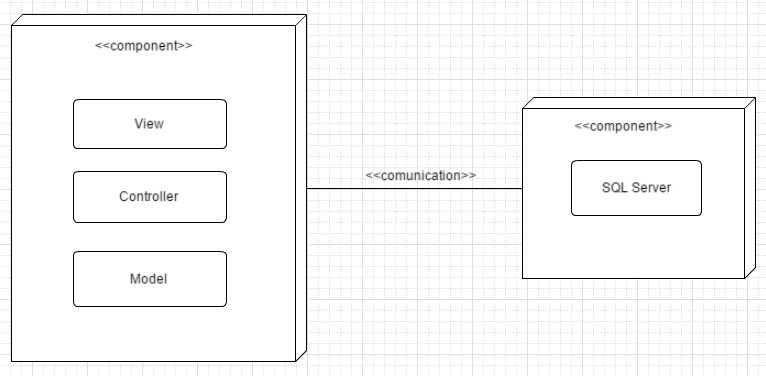 <<component>>
View
Controller
Model
<<comunication>>
<<component>>
SQL Server